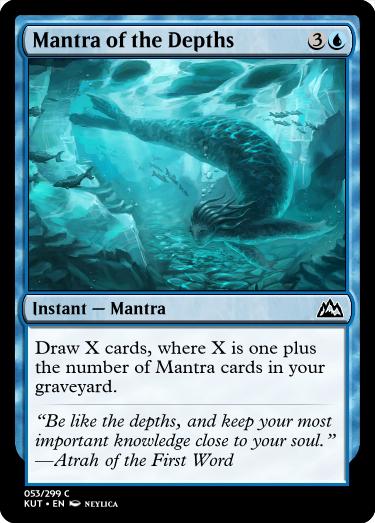 Mantra of the Depths 3
Instant — Mantra
Draw X cards, where X is one plus
the number of Mantra cards in your
graveyard.
“Be like the depths, and keep your most
important knowledge close to your soul.”
—Atrah of the First Word
053/299 C
KUT • EN NEYLICA